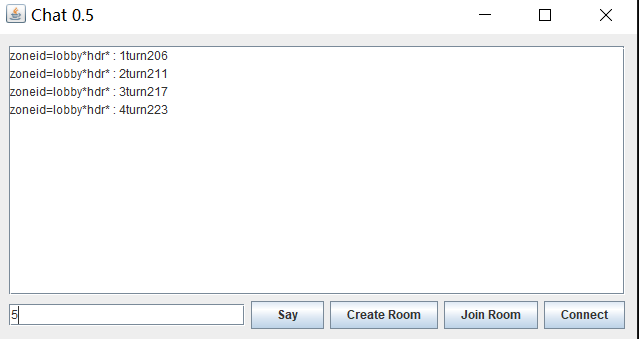 Chat 0.5
zoneid=lobby*hdr* : 1turn206
zoneid=lobby*hdr* : 2turn211
zoneid=lobby*hdr* : 3turn217
zoneid=lobby*hdr* : 4turn223
5
Say
Create Room
Join Room
Connect